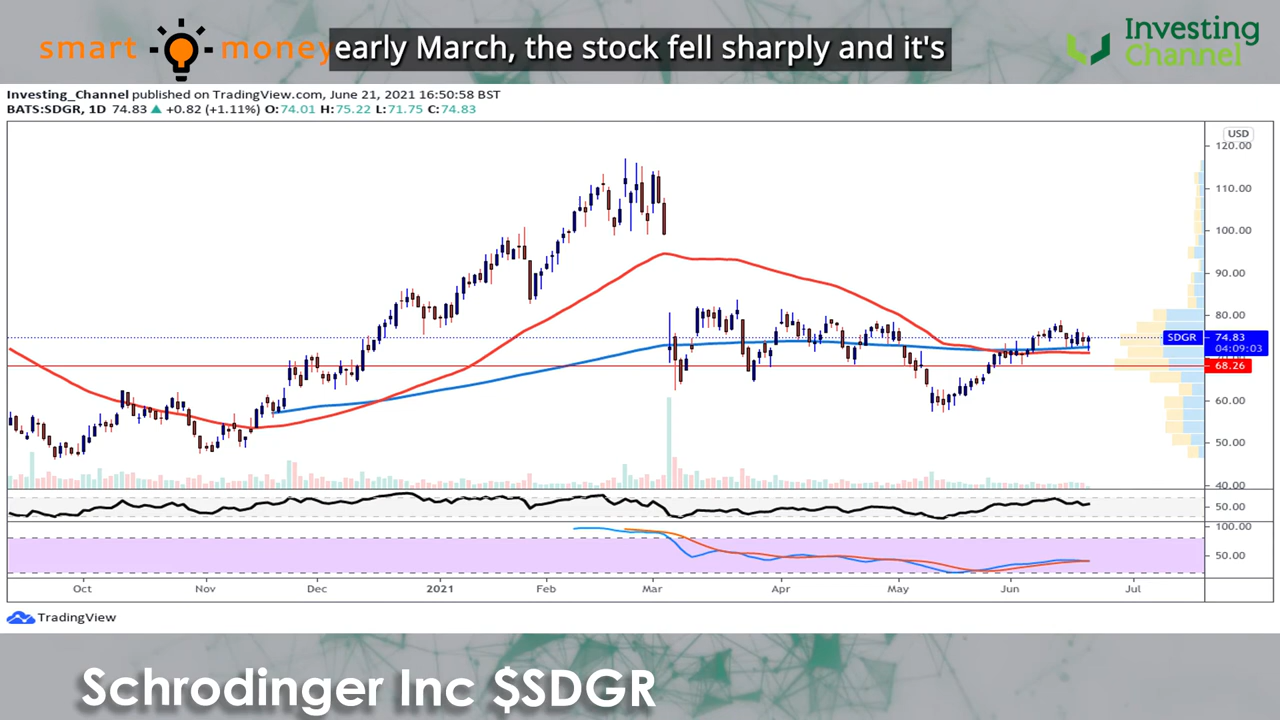 smart money
early March, the stock fell sharply and it's
Investing
Channel
Investing_Channel published on TradingView.com, June 21, 2021 16:50:58 BST
BATS:SDGR, 1D 74.83 ▲ +0.82 (+1.11%) O:74.01 H:75.22 L:71.75 C:74.83
USD
120.00
110.00
100.00
90.00
80.00
SDGR 74.83
04:09:03
68.26
60.00
50.00
40.00
50.00
100.00
50.00
Oct Nov Dec 2021 Feb Mar Apr May Jun Jul
TradingView
Schrodinger Inc $SDGR